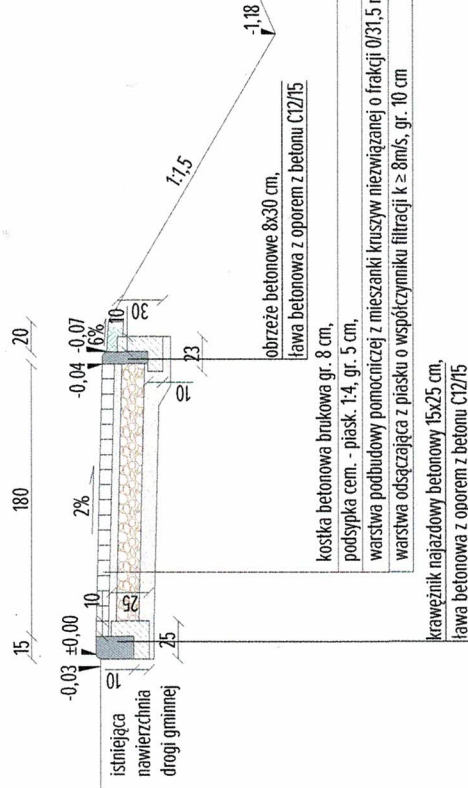 15
180
20
-0,03
±0,00
2%
-0,04
-0,07
6%
1:1,5
-1,18
10
10
25
25
10
23
10
30
istniejąca
nawierzchnia
drogi gminnej
obrzeże betonowe 8x30 cm,
ława betonowa z oporem z betonu C12/15
kostka betonowa brukowa gr. 8 cm,
podsypka cem. - piask. 1:4, gr. 5 cm,
warstwa podbudowy pomocniczej z mieszanki kruszyw niezwiązanej o frakcji 0/31,5
warstwa odsączająca z piasku o współczynniku filtracji k ≥ 8m/s, gr. 10 cm
krawężnik najazdowy betonowy 15x25 cm,
ława betonowa z oporem z betonu C12/15